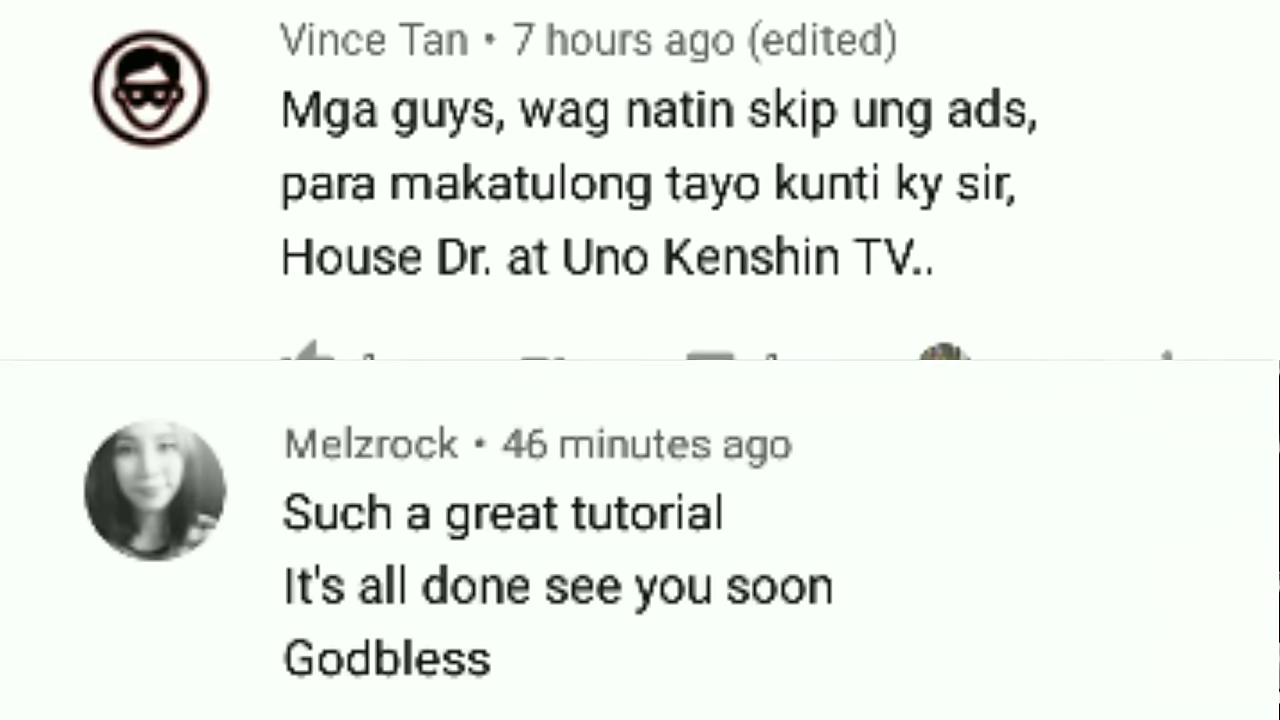 Vince Tan • 7 hours ago (edited)
Mga guys, wag natin skip ung ads,
para makatulong tayo kunti ky sir,
House Dr. at Uno Kenshin TV..
Melzrock • 46 minutes ago
Such a great tutorial
It's all done see you soon
Godbless